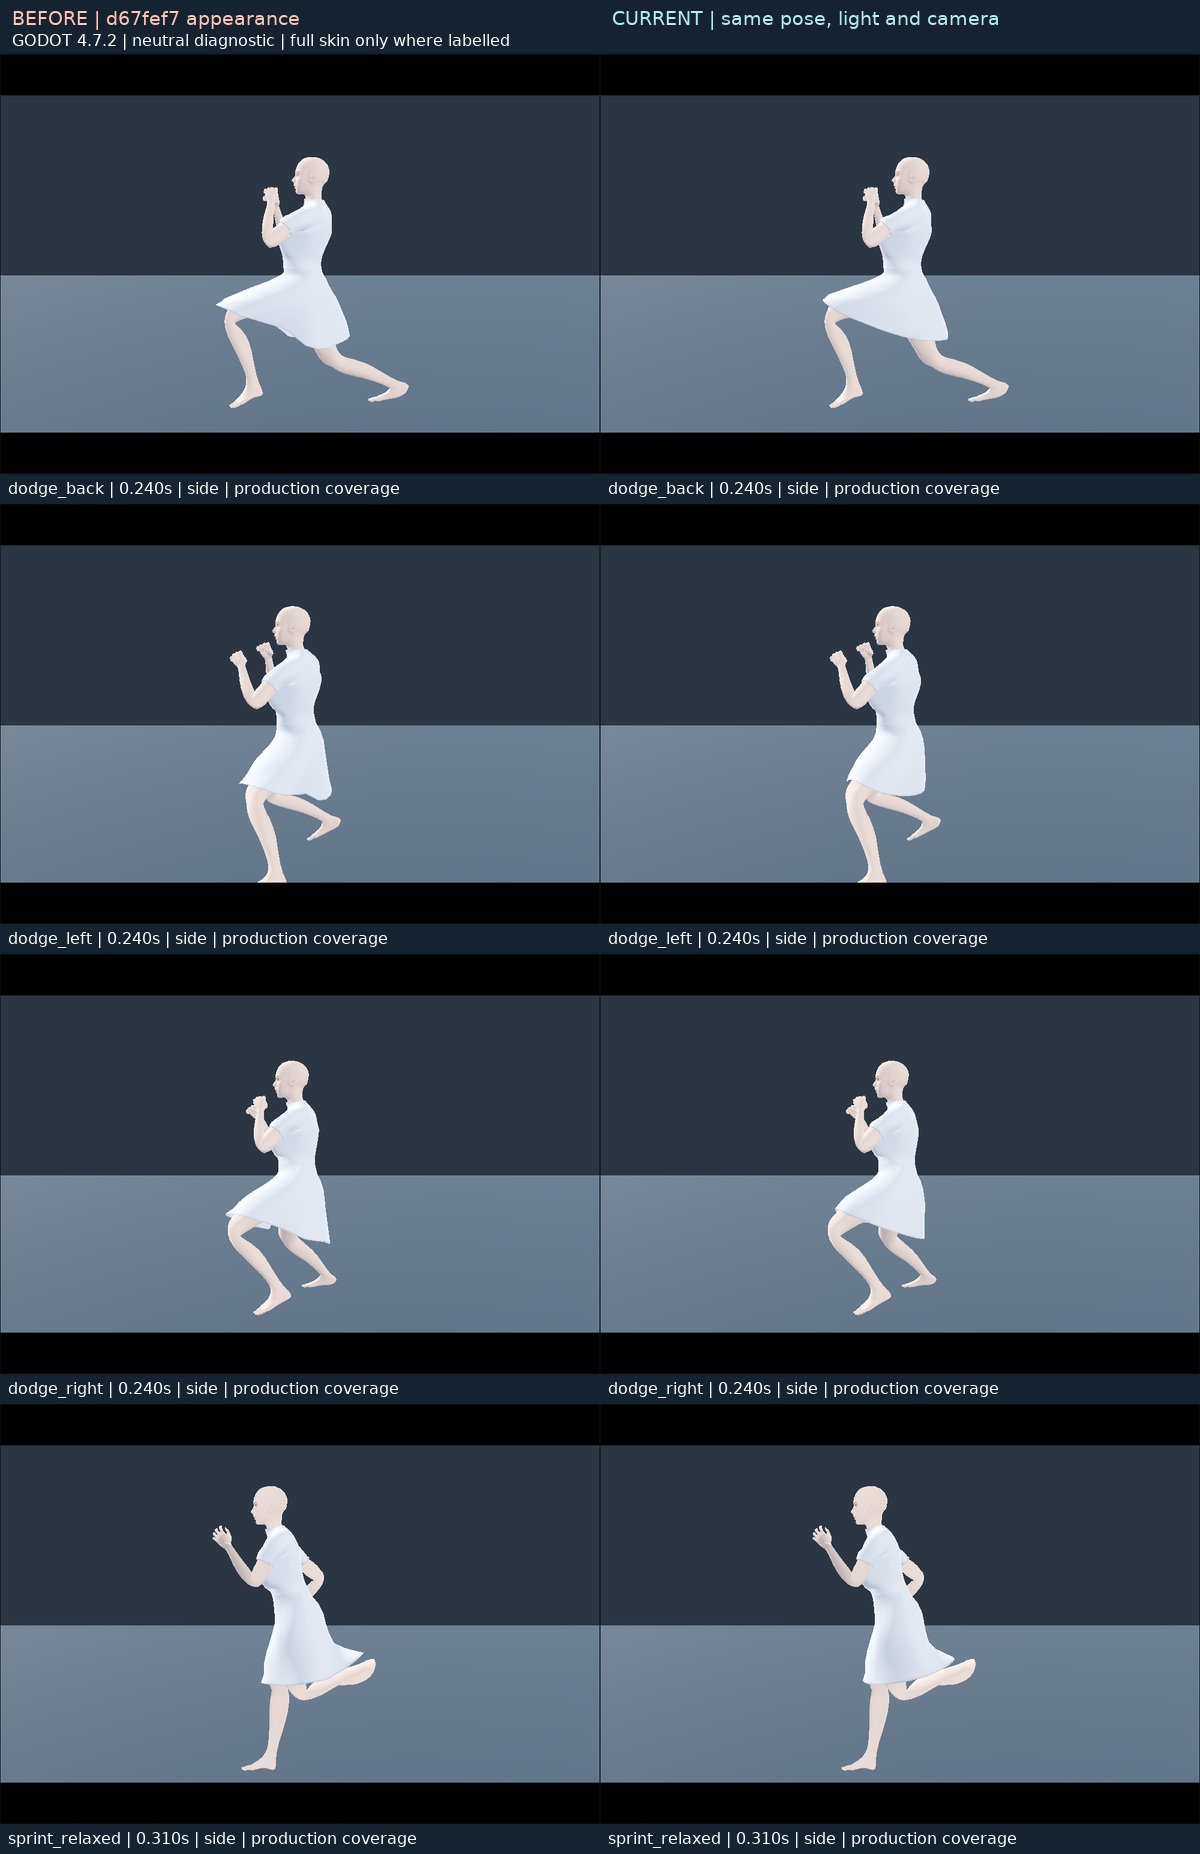 BEFORE | d67fef7 appearance
CURRENT | same pose, light and camera
GODOT 4.7.2 | neutral diagnostic | full skin only where labelled
dodge_back | 0.240s | side | production coverage
dodge_back | 0.240s | side | production coverage
dodge_left | 0.240s | side | production coverage
dodge_left | 0.240s | side | production coverage
dodge_right | 0.240s | side | production coverage
dodge_right | 0.240s | side | production coverage
sprint_relaxed | 0.310s | side | production coverage
sprint_relaxed | 0.310s | side | production coverage